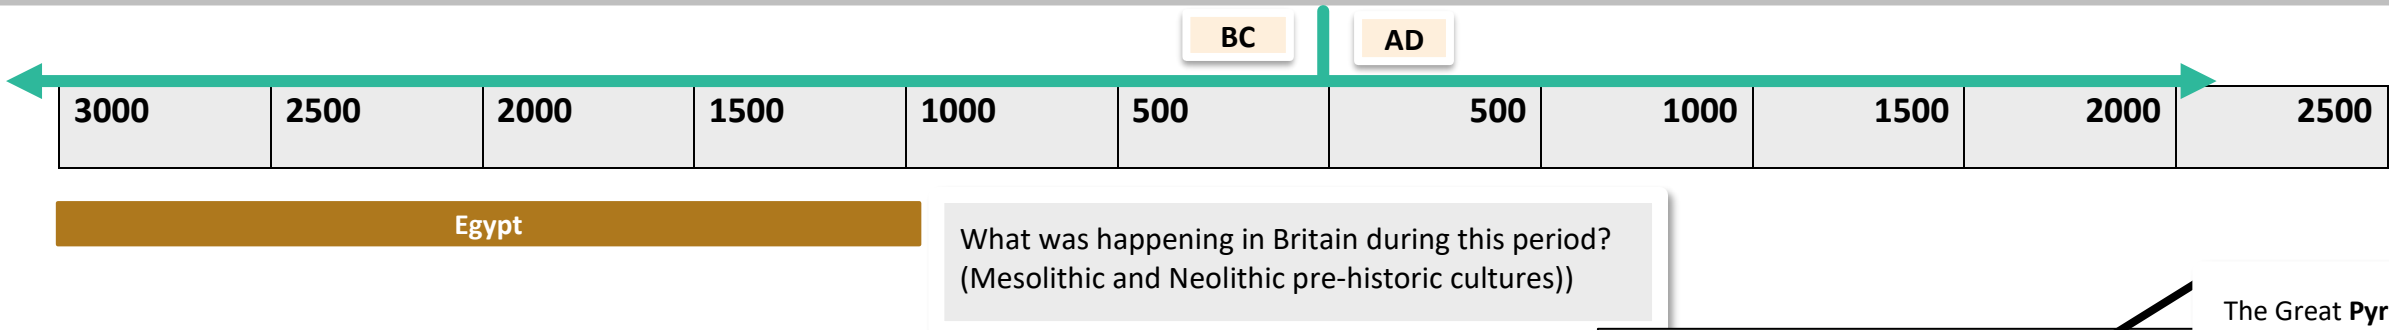 BC AD
3000 2500 2000 1500 1000 500 500 1000 1500 2000 2500
Egypt
What was happening in Britain during this period?
(Mesolithic and Neolithic pre-historic cultures))
The Great Pyr